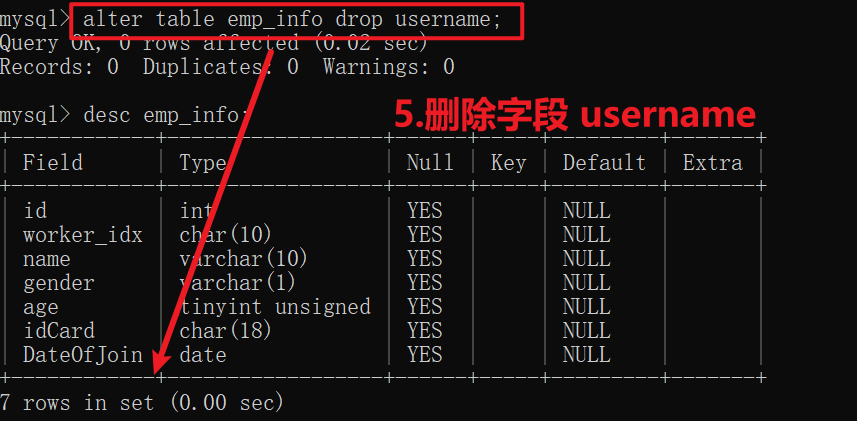 mysql> alter table emp_info drop username;
Query OK, 0 rows affected (0.02 sec)
Records: 0  Duplicates: 0  Warnings: 0
mysql> desc emp_info;
5.删除字段 username
+------------+------------------+------+-----+---------+-------+
| Field | Type | Null | Key | Default | Extra |
+------------+------------------+------+-----+---------+-------+
| id | int | YES | | NULL | |
| worker_idx | char(10) | YES | | NULL | |
| name | varchar(10) | YES | | NULL | |
| gender | varchar(1) | YES | | NULL | |
| age | tinyint unsigned | YES | | NULL | |
| idCard | char(18) | YES | | NULL | |
| DateOfJoin | date | YES | | NULL | |
+------------+------------------+------+-----+---------+-------+
7 rows in set (0.00 sec)